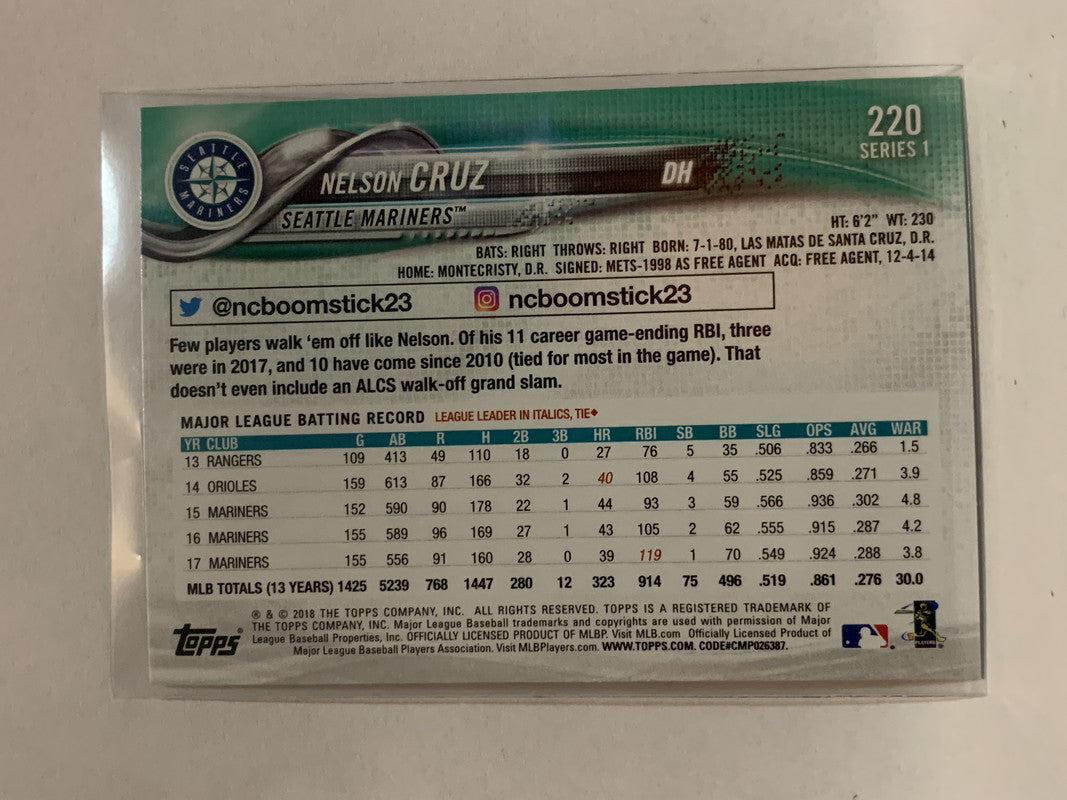 220
SERIES 1
SEATTLE MARINERS
NELSON CRUZ DH
SEATTLE MARINERS™
HT: 6'2" WT: 230
BATS: RIGHT THROWS: RIGHT BORN: 7-1-80, LAS MATAS DE SANTA CRUZ, D.R.
HOME: MONTECRISTY, D.R. SIGNED: METS-1998 AS FREE AGENT ACQ: FREE AGENT, 12-4-14
@ncboomstick23 ncboomstick23
Few players walk 'em off like Nelson. Of his 11 career game-ending RBI, three
were in 2017, and 10 have come since 2010 (tied for most in the game). That
doesn't even include an ALCS walk-off grand slam.
MAJOR LEAGUE BATTING RECORD LEAGUE LEADER IN ITALICS, TIE◆
YR CLUB G AB R H 2B 3B HR RBI SB BB SLG OPS AVG WAR
13 RANGERS 109 413 49 110 18 0 27 76 5 35 .506 .833 .266 1.5
14 ORIOLES 159 613 87 166 32 2 40 108 4 55 .525 .859 .271 3.9
15 MARINERS 152 590 90 178 22 1 44 93 3 59 .566 .936 .302 4.8
16 MARINERS 155 589 96 169 27 1 43 105 2 62 .555 .915 .287 4.2
17 MARINERS 155 556 91 160 28 0 39 119 1 70 .549 .924 .288 3.8
MLB TOTALS (13 YEARS) 1425 5239 768 1447 280 12 323 914 75 496 .519 .861 .276 30.0
® & © 2018 THE TOPPS COMPANY, INC. ALL RIGHTS RESERVED. TOPPS IS A REGISTERED TRADEMARK OF
THE TOPPS COMPANY, INC. Major League Baseball trademarks and copyrights are used with permission of Major
League Baseball Properties, Inc. OFFICIALLY LICENSED PRODUCT OF MLBP. Visit MLB.com Officially Licensed Product of
Major League Baseball Players Association. Visit MLBPlayers.com. WWW.TOPPS.COM. CODE#CMP026387.
Topps®
PLAYERS